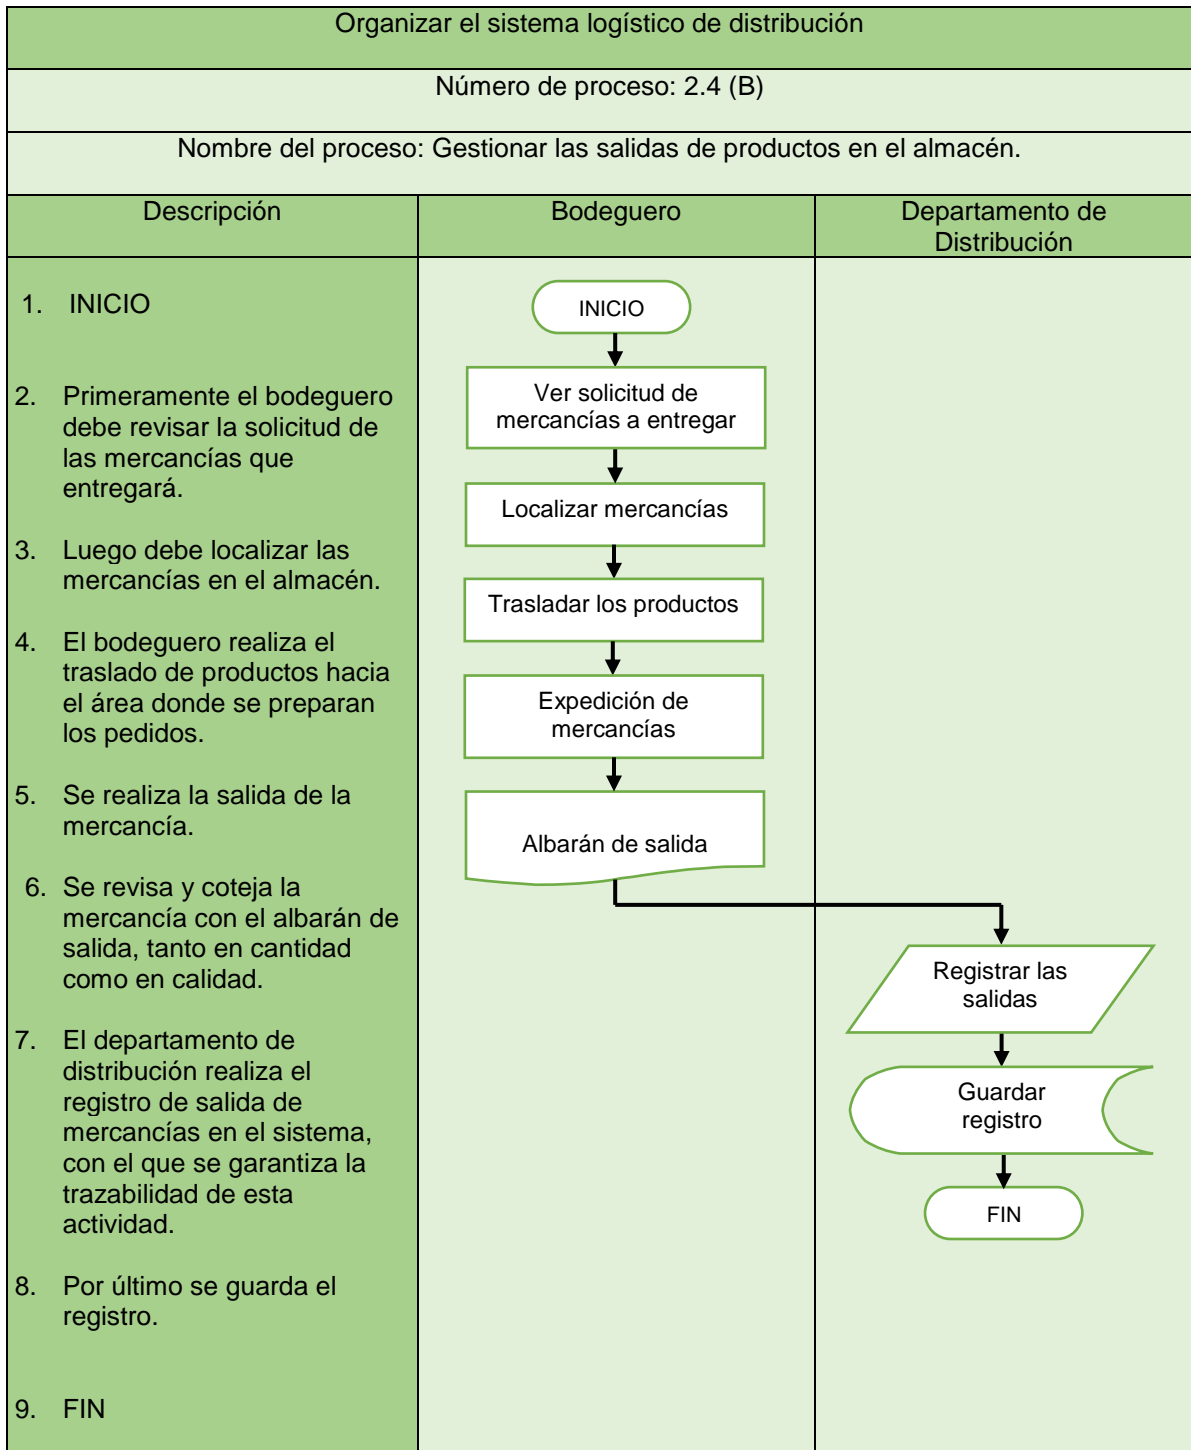 Organizar el sistema logístico de distribución
Número de proceso: 2.4 (B)
Nombre del proceso: Gestionar las salidas de productos en el almacén.
Descripción
Bodeguero
Departamento de
Distribución
1. INICIO
2. Primeramente el bodeguero
debe revisar la solicitud de
las mercancías que
entregará.
3. Luego debe localizar las
mercancías en el almacén.
4. El bodeguero realiza el
traslado de productos hacia
el área donde se preparan
los pedidos.
5. Se realiza la salida de la
mercancía.
6. Se revisa y coteja la
mercancía con el albarán de
salida, tanto en cantidad
como en calidad.
7. El departamento de
distribución realiza el
registro de salida de
mercancías en el sistema,
con el que se garantiza la
trazabilidad de esta
actividad.
8. Por último se guarda el
registro.
9. FIN
INICIO
Ver solicitud de
mercancías a entregar
Localizar mercancías
Trasladar los productos
Expedición de
mercancías
Albarán de salida
Registrar las
salidas
Guardar
registro
FIN